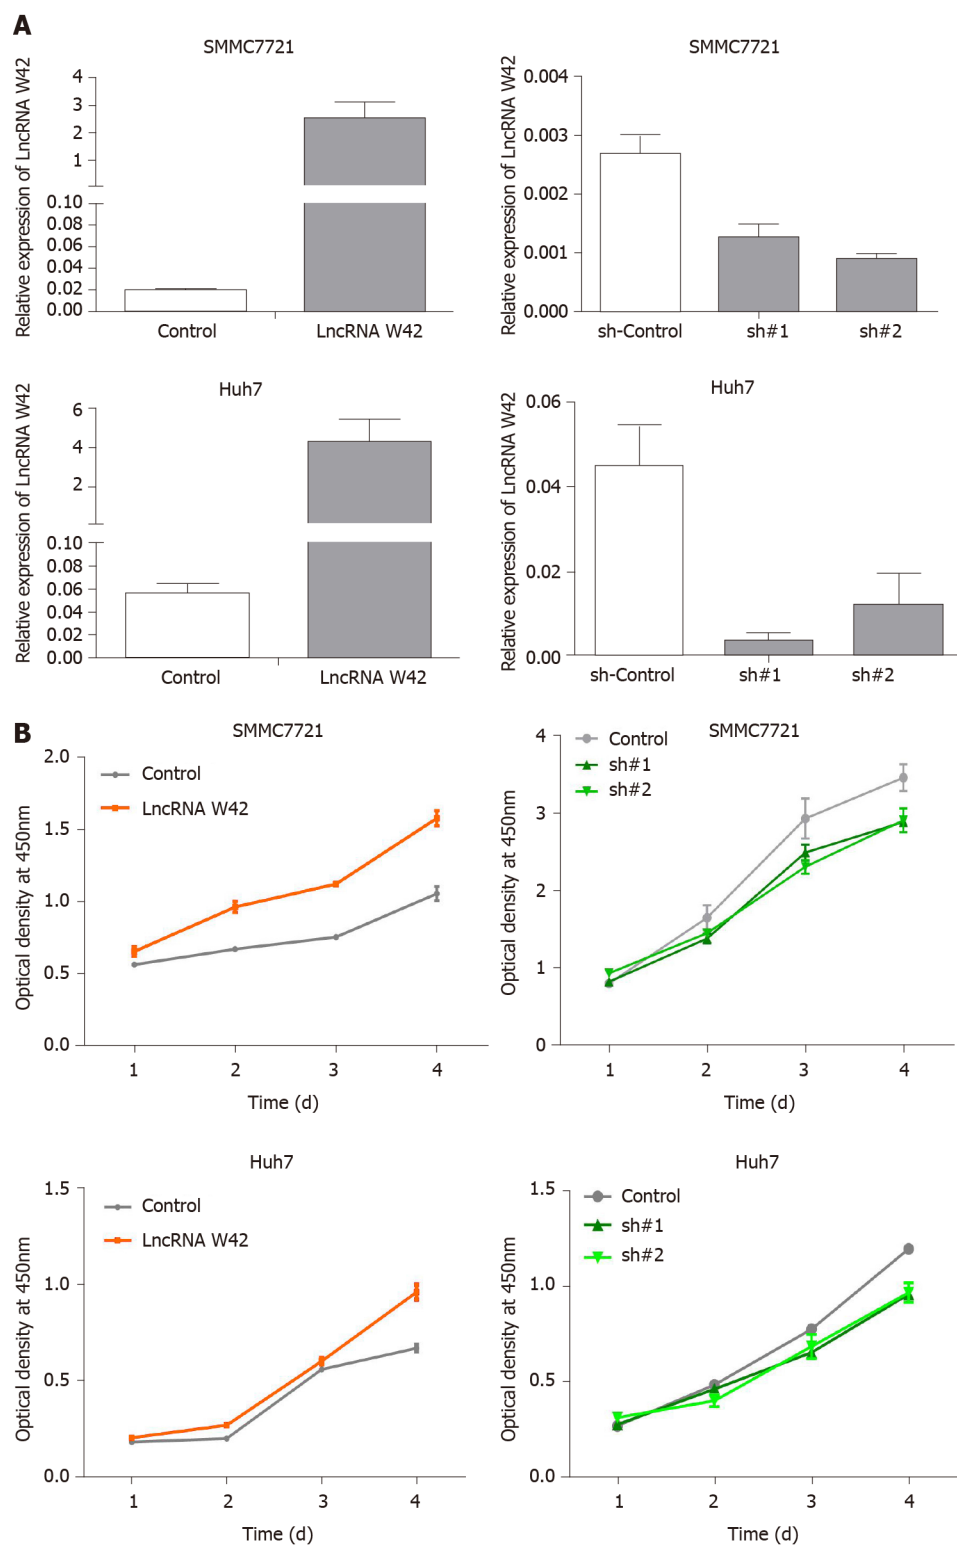 A
SMMC7721
Relative expression of LncRNA W42
4
3
2
1
0.10
0.08
0.06
0.04
0.02
0.00
Control
LncRNA W42
SMMC7721
Relative expression of LncRNA W42
0.004
0.003
0.002
0.001
0.000
sh-Control
sh#1
sh#2
Huh7
Relative expression of LncRNA W42
6
4
2
0.10
0.08
0.06
0.04
0.02
0.00
Control
LncRNA W42
Huh7
Relative expression of LncRNA W42
0.06
0.04
0.02
0.00
sh-Control
sh#1
sh#2
B
SMMC7721
Control
LncRNA W42
Optical density at 450nm
2.0
1.5
1.0
0.5
0.0
1
2
3
4
Time (d)
SMMC7721
Control
sh#1
sh#2
Optical density at 450nm
4
3
2
1
0
1
2
3
4
Time (d)
Huh7
Control
LncRNA W42
Optical density at 450nm
1.5
1.0
0.5
0.0
1
2
3
4
Time (d)
Huh7
Control
sh#1
sh#2
Optical density at 450nm
1.5
1.0
0.5
0.0
1
2
3
4
Time (d)